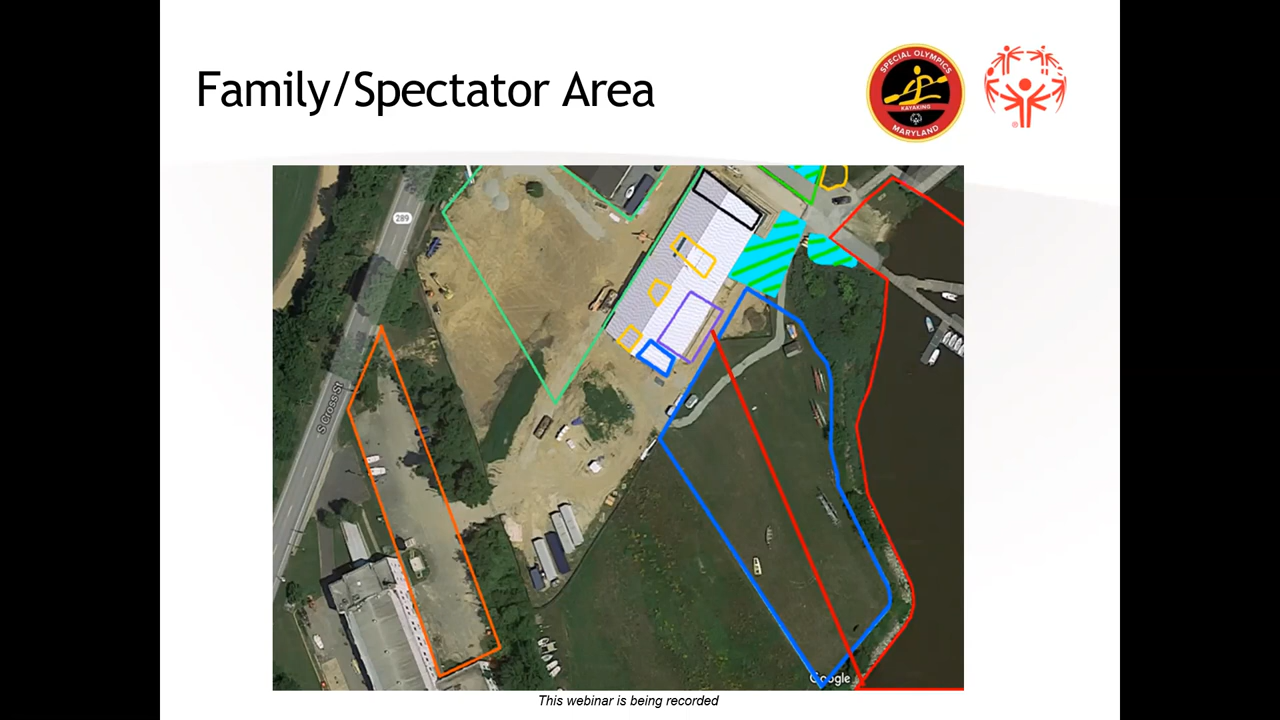 Family/Spectator Area
SPECIAL OLYMPICS
KAYAKING
MARYLAND
289
S Cross St
Google
This webinar is being recorded